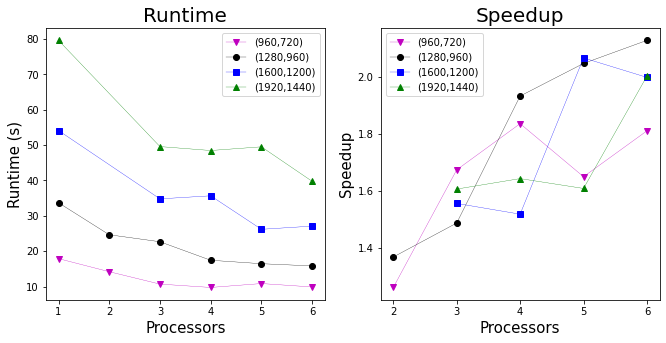 Runtime
Runtime (s)
80
70
60
50
40
30
20
10
(960,720)
(1280,960)
(1600,1200)
(1920,1440)
1 2 3 4 5 6
Processors
Speedup
Speedup
2.0
1.8
1.6
1.4
(960,720)
(1280,960)
(1600,1200)
(1920,1440)
2 3 4 5 6
Processors